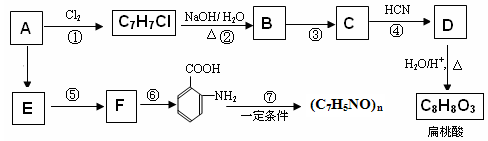 A Cl₂ ① C₇H₇Cl NaOH/ H₂O △ ② B ③ C HCN ④ D
H₂O/H⁺, △
E ⑤ F ⑥ COOH NH₂ ⑦ 一定条件 (C₇H₅NO)n C₈H₈O₃
扁桃酸